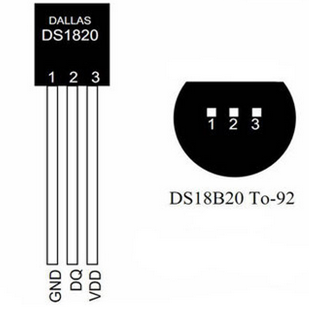 DALLAS
DS1820
1 2 3
1 2 3
DS18B20 To-92
GND
DQ
VDD